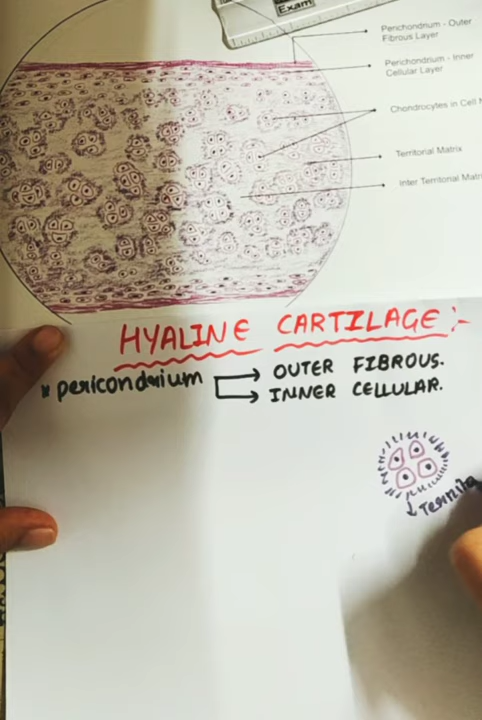 Exam
Perichondrium - Outer
Fibrous Layer
Perichondrium - Inner
Cellular Layer
Chondrocytes in Cell
Territorial Matrix
Inter Territorial Matri
HYALINE CARTILAGE :-
* pericondrium → OUTER FIBROUS.
→ INNER CELLULAR.
↓